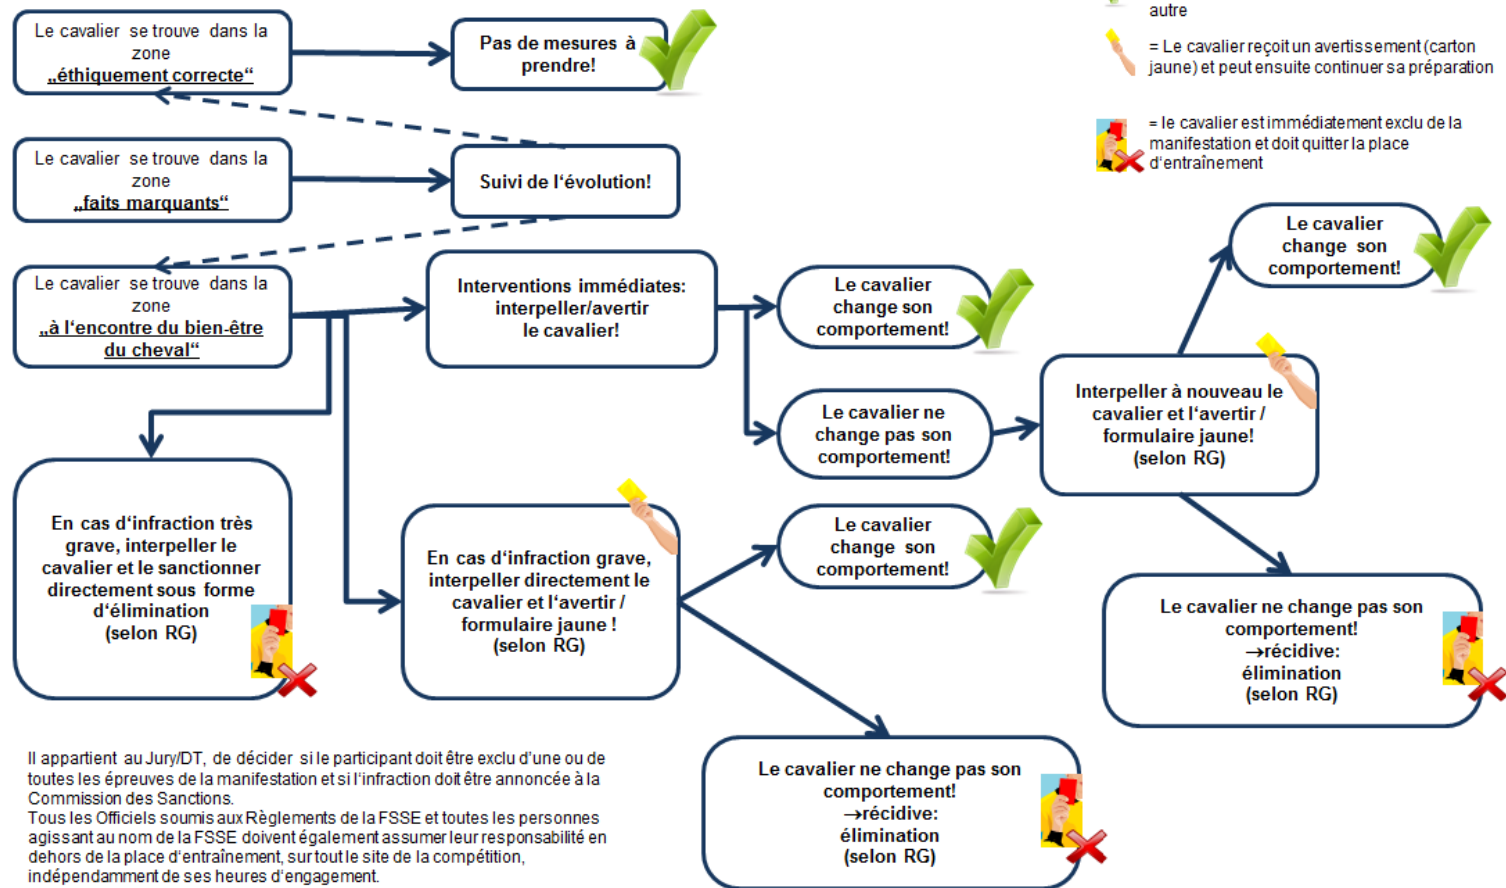 Le cavalier se trouve dans la
zone
„éthiquement correcte“
Pas de mesures à
prendre!
autre
= Le cavalier reçoit un avertissement (carton
jaune) et peut ensuite continuer sa préparation
= le cavalier est immédiatement exclu de la
manifestation et doit quitter la place
d‘entraînement
Le cavalier se trouve dans la
zone
„faits marquants“
Suivi de l‘évolution!
Le cavalier se trouve dans la
zone
„à l‘encontre du bien-être
du cheval“
Interventions immédiates:
interpeller/avertir
le cavalier!
Le cavalier
change son
comportement!
Le cavalier
change son
comportement!
Le cavalier ne
change pas son
comportement!
Interpeller à nouveau le
cavalier et l‘avertir /
formulaire jaune!
(selon RG)
En cas d‘infraction très
grave, interpeller le
cavalier et le sanctionner
directement sous forme
d‘élimination
(selon RG)
En cas d‘infraction grave,
interpeller directement le
cavalier et l‘avertir /
formulaire jaune !
(selon RG)
Le cavalier
change son
comportement!
Le cavalier ne change pas son
comportement!
→récidive:
élimination
(selon RG)
Le cavalier ne change pas son
comportement!
→récidive:
élimination
(selon RG)
Il appartient au Jury/DT, de décider si le participant doit être exclu d‘une ou de
toutes les épreuves de la manifestation et si l‘infraction doit être annoncée à la
Commission des Sanctions.
Tous les Officiels soumis aux Règlements de la FSSE et toutes les personnes
agissant au nom de la FSSE doivent également assumer leur responsabilité en
dehors de la place d‘entraînement, sur tout le site de la compétition,
indépendamment de ses heures d‘engagement.